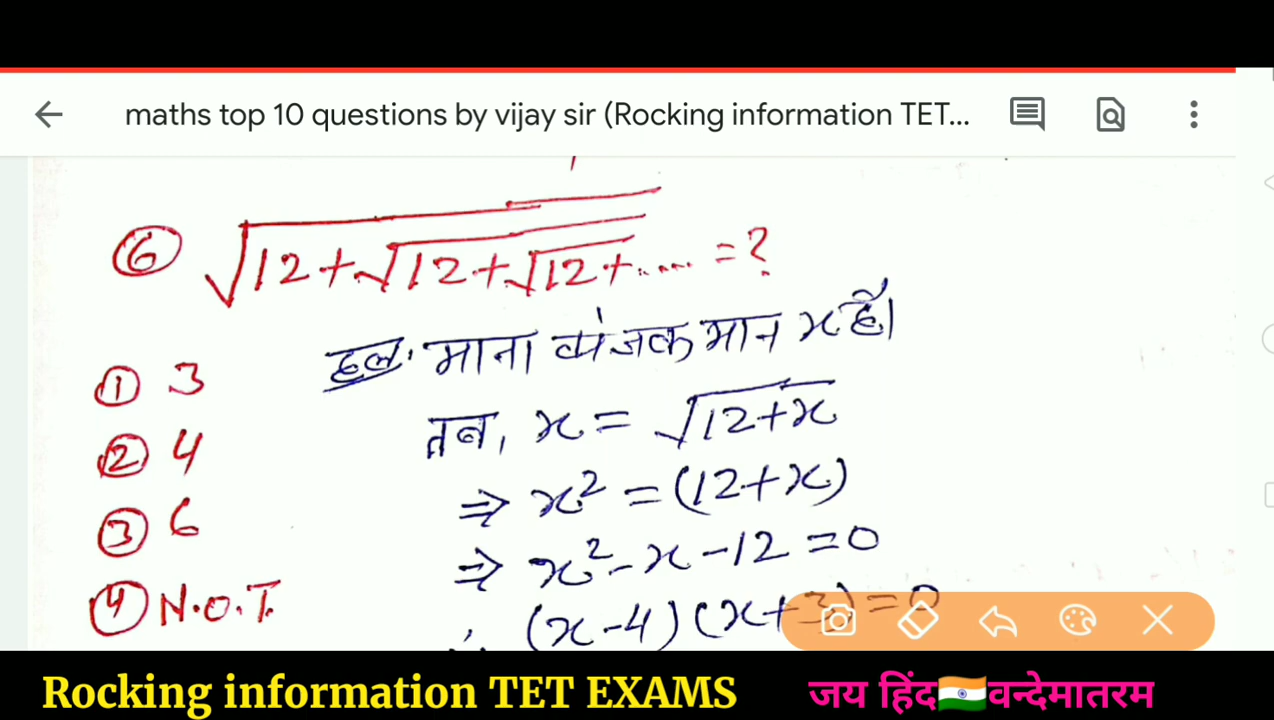 maths top 10 questions by vijay sir (Rocking information TET...
⑥ √12+√12+√12+.... = ?
हल. माना व्यंजक मान x है।
① 3
तब, x = √12+x
② 4
⇒ x² = (12+x)
③ 6
⇒ x² - x - 12 = 0
④ N.O.T.
∴ (x-4) (x+3) = 0
Rocking information TET EXAMS
जय हिंद🇮🇳वन्देमातरम